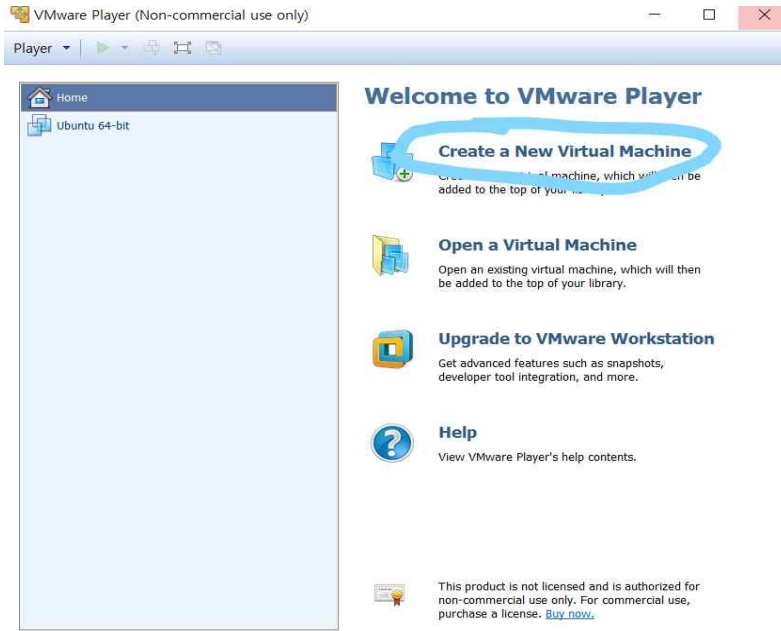 VMware Player (Non-commercial use only)
Player
Home
Ubuntu 64-bit
Welcome to VMware Player
Create a New Virtual Machine
machine, which will be
added to the top of your
Open a Virtual Machine
Open an existing virtual machine, which will then
be added to the top of your library.
Upgrade to VMware Workstation
Get advanced features such as snapshots,
developer tool integration, and more.
Help
View VMware Player's help contents.
This product is not licensed and is authorized for
non-commercial use only. For commercial use,
purchase a license. Buy now.